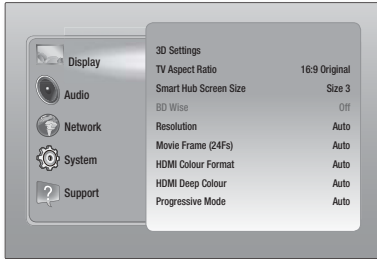 Display
Audio
Network
System
Support
3D Settings
TV Aspect Ratio 16:9 Original
Smart Hub Screen Size Size 3
BD Wise Off
Resolution Auto
Movie Frame (24Fs) Auto
HDMI Colour Format Auto
HDMI Deep Colour Auto
Progressive Mode Auto